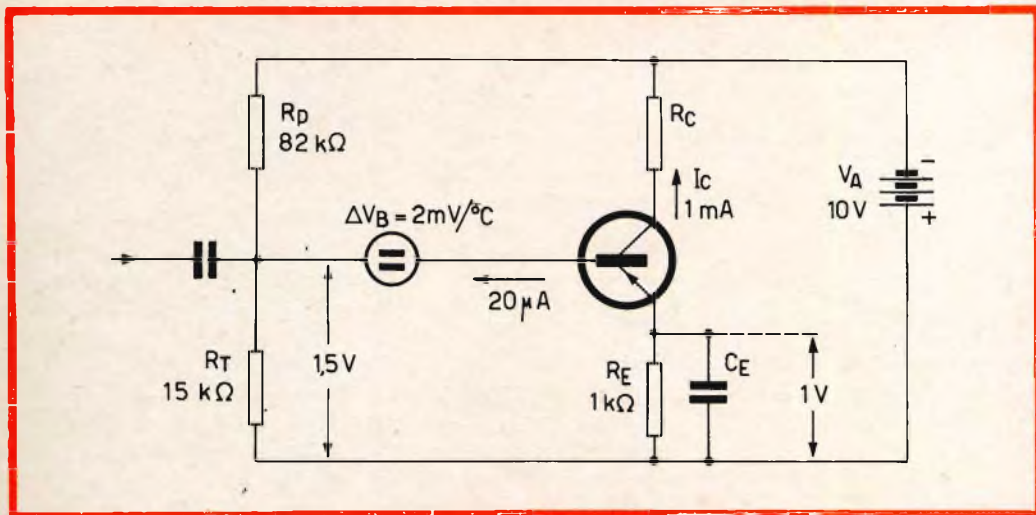 RD
82 kΩ
RC
IC
1 mA
VA
10 V
-
+
ΔVB = 2mV/°C
20 µA
RT
15 kΩ
1,5 V
RE
1 kΩ
CE
1 V